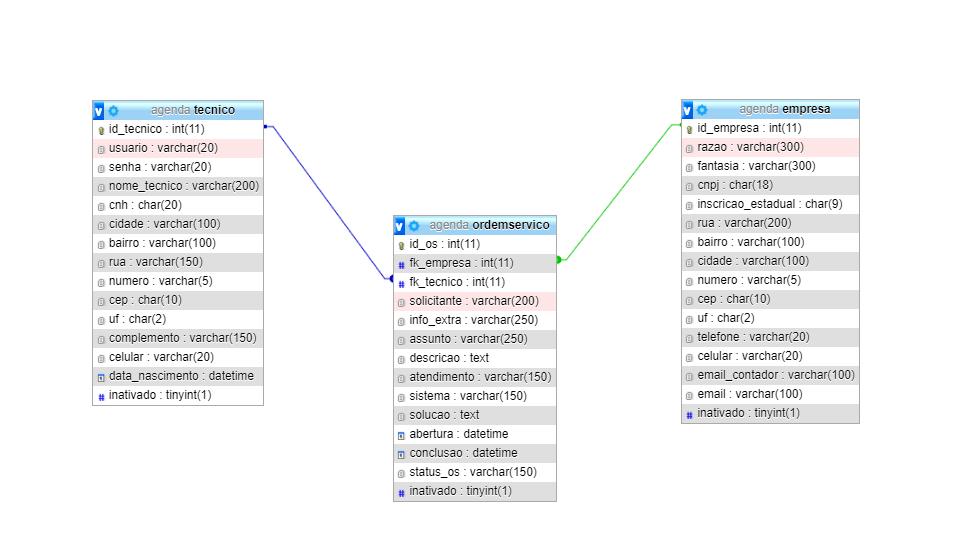 agenda tecnico
id_tecnico : int(11)
usuario : varchar(20)
senha : varchar(20)
nome_tecnico : varchar(200)
cnh : char(20)
cidade : varchar(100)
bairro : varchar(100)
rua : varchar(150)
numero : varchar(5)
cep : char(10)
uf : char(2)
complemento : varchar(150)
celular : varchar(20)
data_nascimento : datetime
inativado : tinyint(1)
agenda ordemservico
id_os : int(11)
fk_empresa : int(11)
fk_tecnico : int(11)
solicitante : varchar(200)
info_extra : varchar(250)
assunto : varchar(250)
descricao : text
atendimento : varchar(150)
sistema : varchar(150)
solucao : text
abertura : datetime
conclusao : datetime
status_os : varchar(150)
inativado : tinyint(1)
agenda empresa
id_empresa : int(11)
razao : varchar(300)
fantasia : varchar(300)
cnpj : char(18)
inscricao_estadual : char(9)
rua : varchar(200)
bairro : varchar(100)
cidade : varchar(100)
numero : varchar(5)
cep : char(10)
uf : char(2)
telefone : varchar(20)
celular : varchar(20)
email_contador : varchar(100)
email : varchar(100)
inativado : tinyint(1)